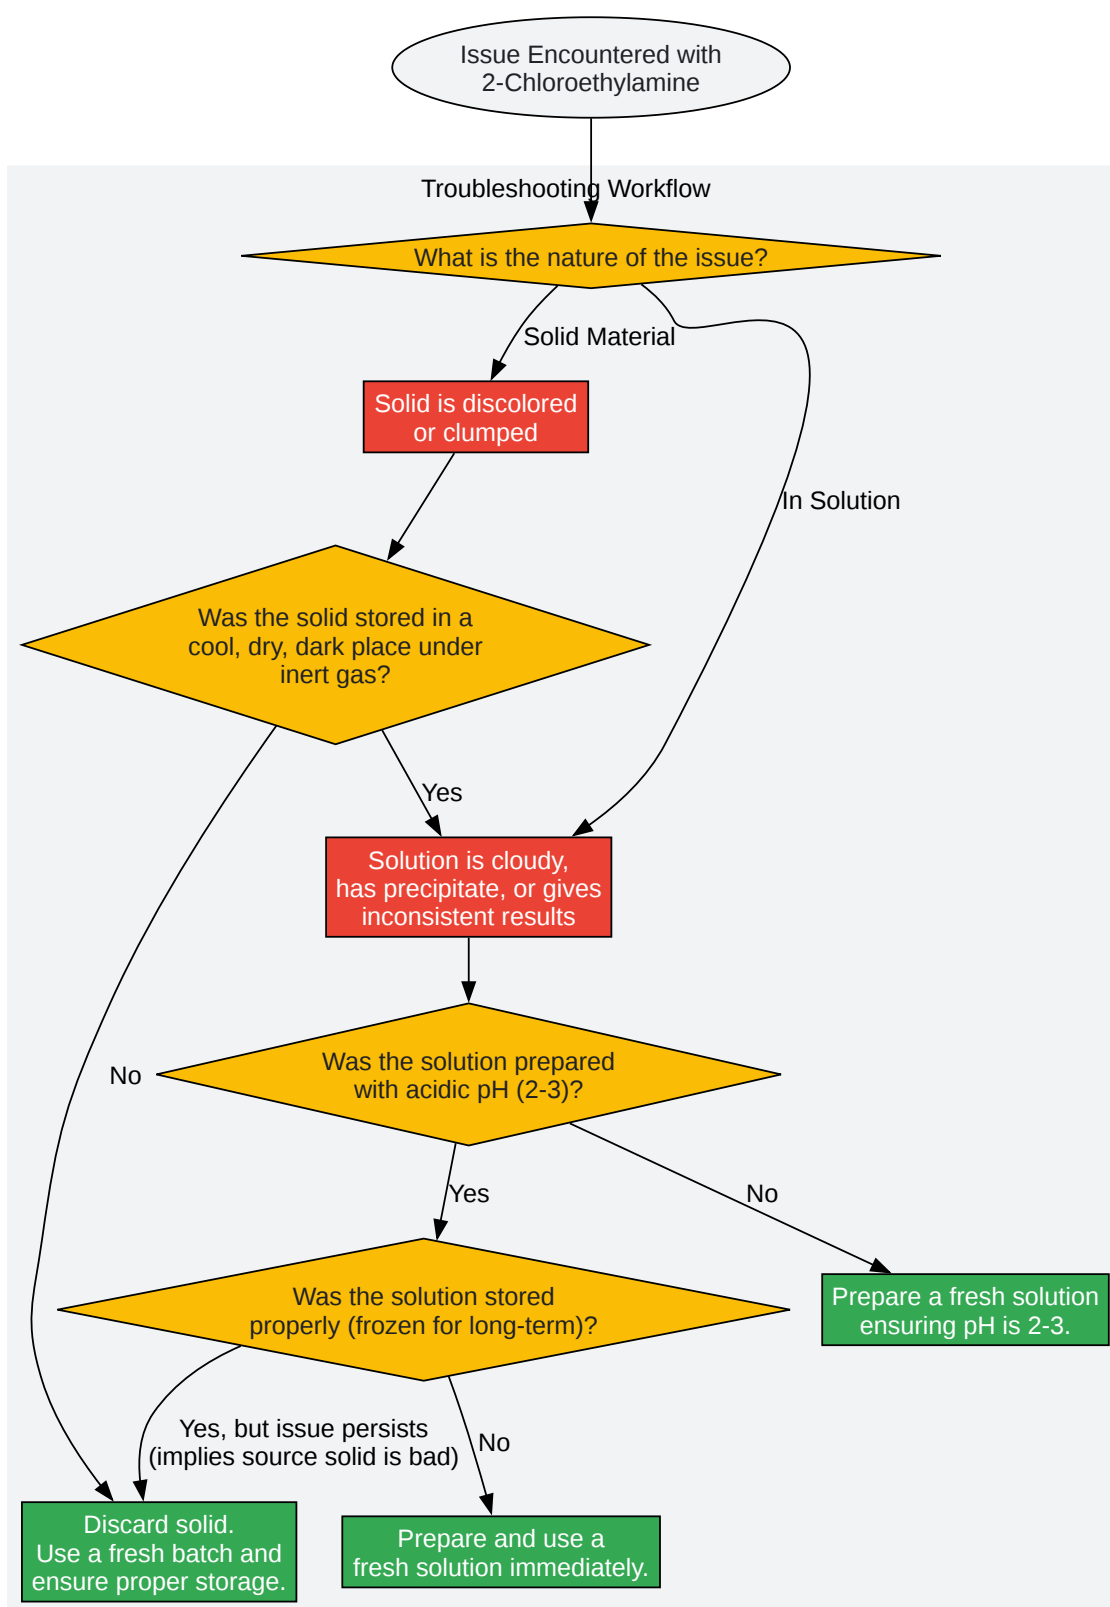 Issue Encountered with
2-Chloroethylamine
Troubleshooting Workflow
What is the nature of the issue?
Solid Material
Solid is discolored
or clumped
In Solution
Was the solid stored in a
cool, dry, dark place under
inert gas?
Yes
Solution is cloudy,
has precipitate, or gives
inconsistent results
No
Was the solution prepared
with acidic pH (2-3)?
Yes
No
Was the solution stored
properly (frozen for long-term)?
Prepare a fresh solution
ensuring pH is 2-3.
Yes, but issue persists
(implies source solid is bad)
No
Discard solid.
Use a fresh batch and
ensure proper storage.
Prepare and use a
fresh solution immediately.